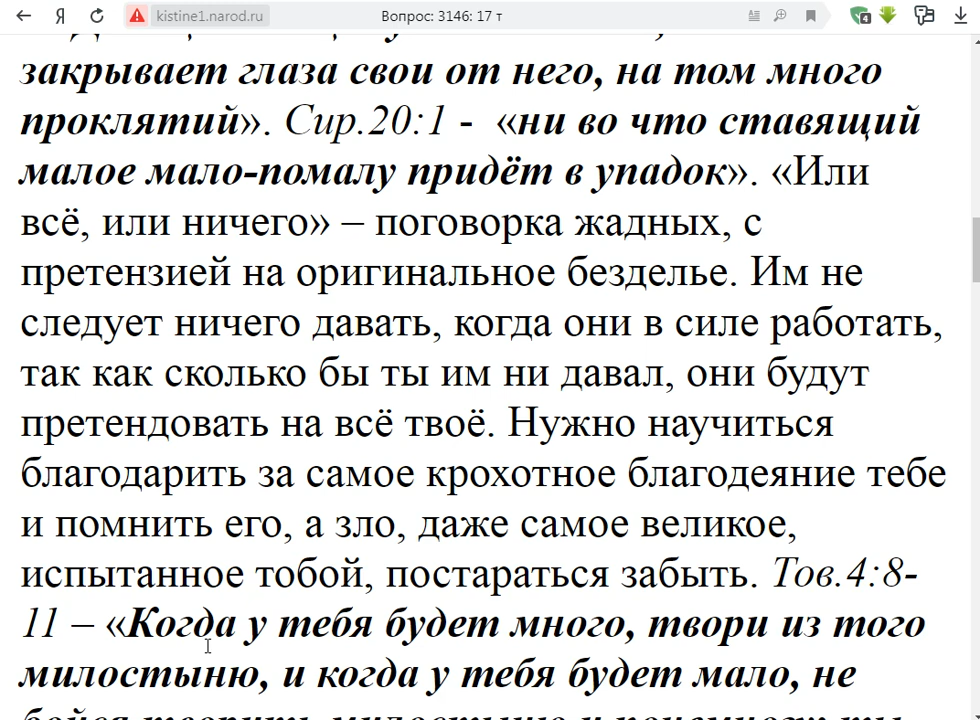 Я kistine1.narod.ru Вопрос: 3146: 17 т 4
закрывает глаза свои от него, на том много
проклятий». Сир.20:1 - «ни во что ставящий
малое мало-помалу придёт в упадок». «Или
всё, или ничего» – поговорка жадных, с
претензией на оригинальное безделье. Им не
следует ничего давать, когда они в силе работать,
так как сколько бы ты им ни давал, они будут
претендовать на всё твоё. Нужно научиться
благодарить за самое крохотное благодеяние тебе
и помнить его, а зло, даже самое великое,
испытанное тобой, постараться забыть. Тов.4:8-
11 – «Когда у тебя будет много, твори из того
милостыню, и когда у тебя будет мало, не